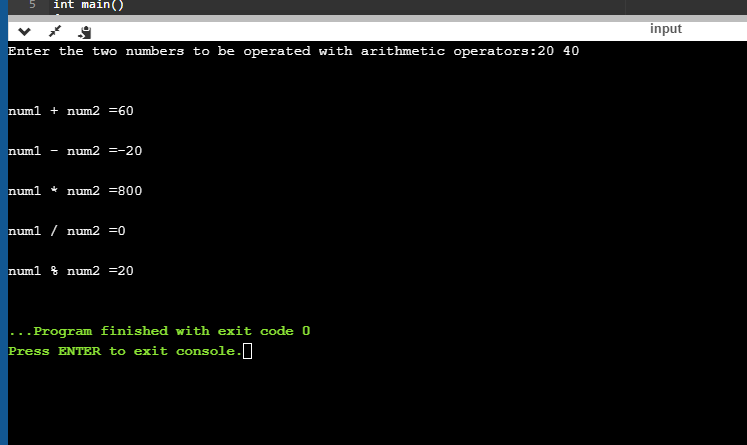 5 int main()
input
Enter the two numbers to be operated with arithmetic operators:20 40
num1 + num2 =60
num1 - num2 =-20
num1 * num2 =800
num1 / num2 =0
num1 % num2 =20
...Program finished with exit code 0
Press ENTER to exit console.